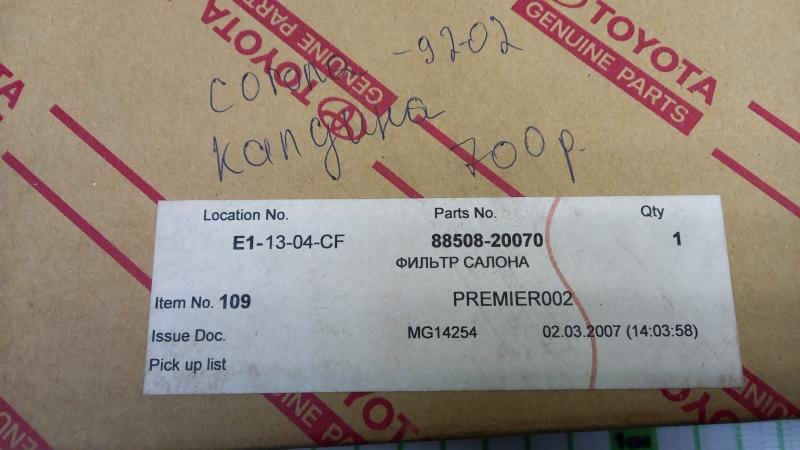 TOYOTA
GENUINE PARTS
TOYOTA
GENUINE PARTS
corona -92-02
калдина 700р.
Location No. Parts No. Qty
E1-13-04-CF 88508-20070 1
ФИЛЬТР САЛОНА
Item No. 109 PREMIER002
Issue Doc. MG14254 02.03.2007 (14:03:58)
Pick up list
TOYOTA
GENUINE PARTS